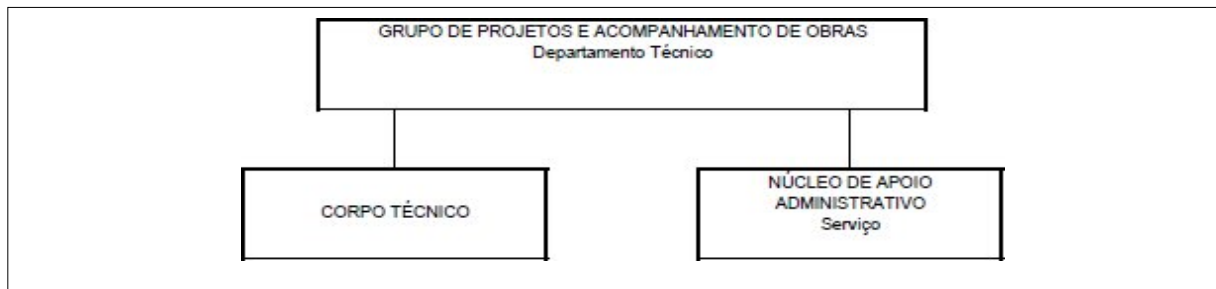 GRUPO DE PROJETOS E ACOMPANHAMENTO DE OBRAS
Departamento Técnico
CORPO TÉCNICO
NÚCLEO DE APOIO
ADMINISTRATIVO
Serviço